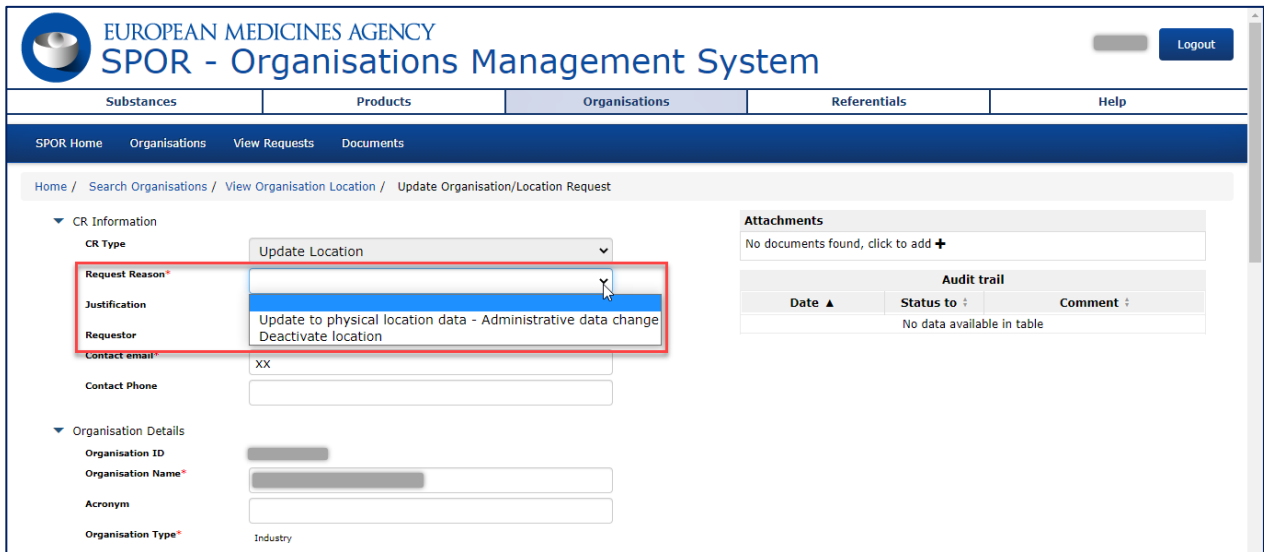 EUROPEAN MEDICINES AGENCY
SPOR - Organisations Management System
Logout
Substances Products Organisations Referentials Help
SPOR Home Organisations View Requests Documents
Home / Search Organisations / View Organisation Location / Update Organisation/Location Request
CR Information
CR Type Update Location
Request Reason*
Justification
Update to physical location data - Administrative data change
Requestor
Deactivate location
Contact email*
xx
Contact Phone
Attachments
No documents found, click to add +
Audit trail
Date ▲ Status to Comment
No data available in table
Organisation Details
Organisation ID
Organisation Name*
Acronym
Organisation Type* Industry